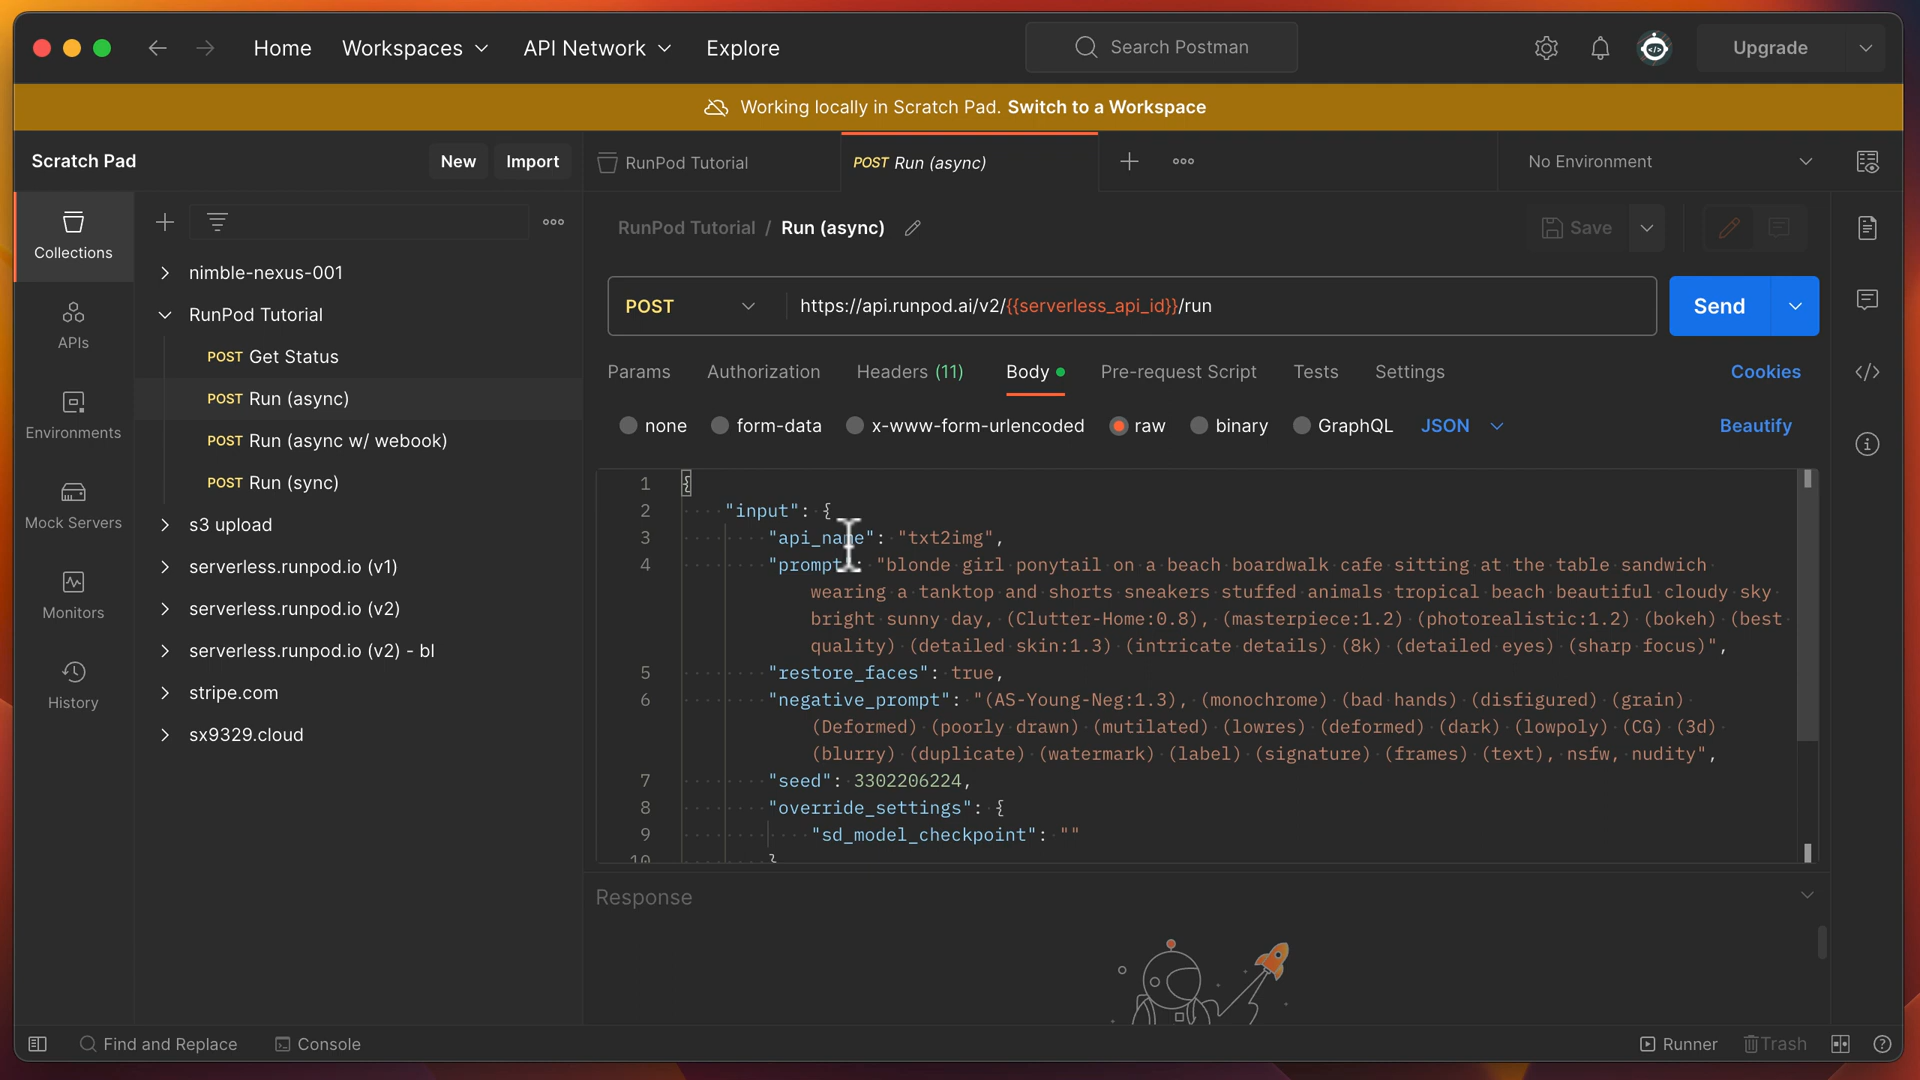 Home Workspaces API Network Explore Search Postman Upgrade
Working locally in Scratch Pad. Switch to a Workspace
Scratch Pad New Import RunPod Tutorial POST Run (async) No Environment
Collections
APIs
Environments
Mock Servers
Monitors
History
nimble-nexus-001
RunPod Tutorial
POST Get Status
POST Run (async)
POST Run (async w/ webook)
POST Run (sync)
s3 upload
serverless.runpod.io (v1)
serverless.runpod.io (v2)
serverless.runpod.io (v2) - bl
stripe.com
sx9329.cloud
RunPod Tutorial / Run (async) Save
POST https://api.runpod.ai/v2/{{serverless_api_id}}/run Send
Params Authorization Headers (11) Body Pre-request Script Tests Settings Cookies
none form-data x-www-form-urlencoded raw binary GraphQL JSON Beautify
1 {
2 "input": {
3 "api_name": "txt2img",
4 "prompt": "blonde girl ponytail on a beach boardwalk cafe sitting at the table sandwich
wearing a tanktop and shorts sneakers stuffed animals tropical beach beautiful cloudy sky
bright sunny day, (Clutter-Home:0.8), (masterpiece:1.2) (photorealistic:1.2) (bokeh) (best
quality) (detailed skin:1.3) (intricate details) (8k) (detailed eyes) (sharp focus)",
5 "restore_faces": true,
6 "negative_prompt": "(AS-Young-Neg:1.3), (monochrome) (bad hands) (disfigured) (grain)
(Deformed) (poorly drawn) (mutilated) (lowres) (deformed) (dark) (lowpoly) (CG) (3d)
(blurry) (duplicate) (watermark) (label) (signature) (frames) (text), nsfw, nudity",
7 "seed": 3302206224,
8 "override_settings": {
9 "sd_model_checkpoint": ""
10 }
Response
Find and Replace Console Runner Trash